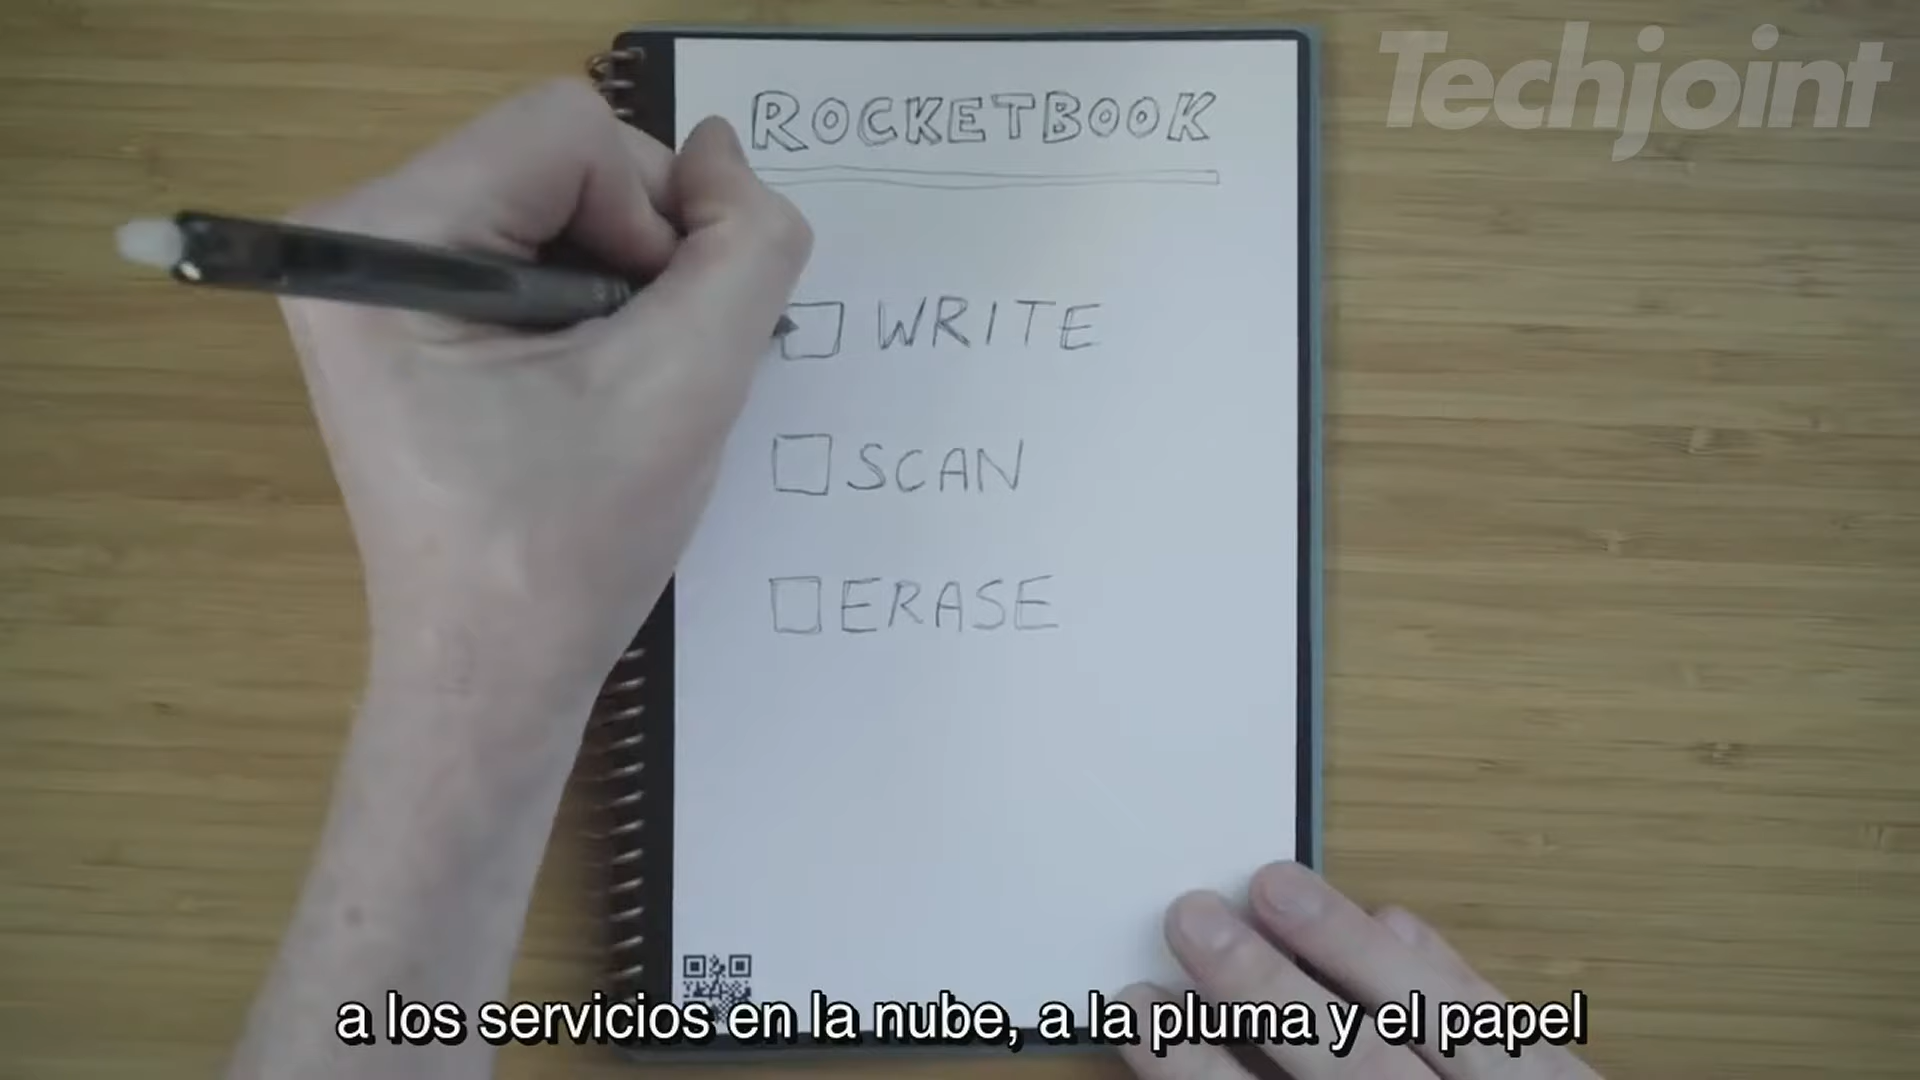 Techjoint
ROCKETBOOK
WRITE
SCAN
ERASE
a los servicios en la nube, a la pluma y el papel